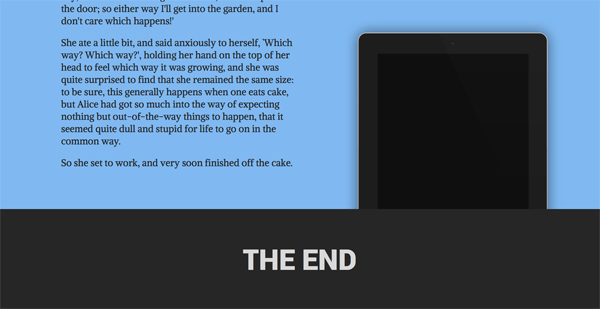 the door; so either way I'll get into the garden, and I
don't care which happens!'
She ate a little bit, and said anxiously to herself, 'Which
way? Which way?', holding her hand on the top of her
head to feel which way it was growing, and she was
quite surprised to find that she remained the same size:
to be sure, this generally happens when one eats cake,
but Alice had got so much into the way of expecting
nothing but out-of-the-way things to happen, that it
seemed quite dull and stupid for life to go on in the
common way.
So she set to work, and very soon finished off the cake.
THE END